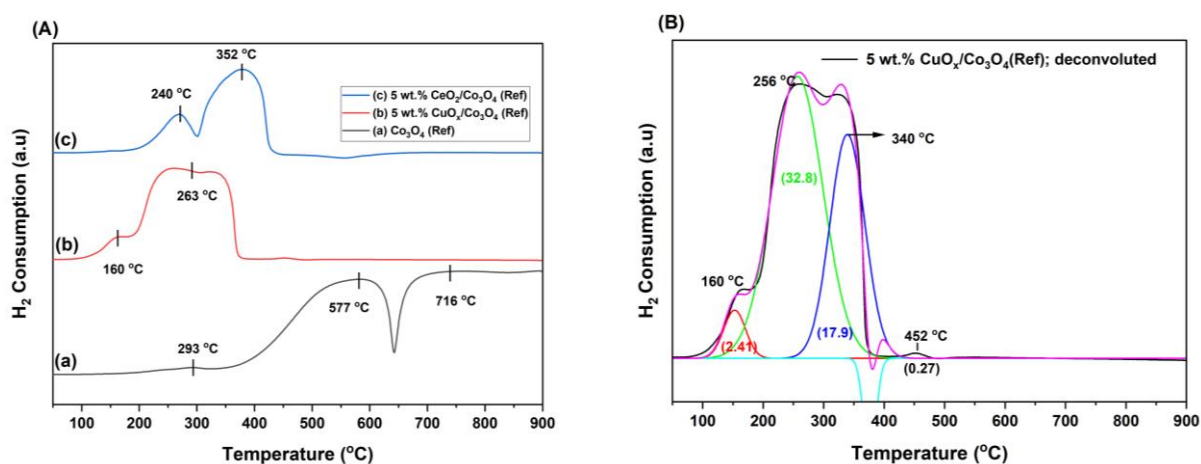 (A)
352 °C
240 °C
(c) 5 wt.% CeO₂/Co₃O₄ (Ref)
(b) 5 wt.% CuOₓ/Co₃O₄ (Ref)
(a) Co₃O₄ (Ref)
(c)
263 °C
(b)
160 °C
577 °C
716 °C
293 °C
(a)
H₂ Consumption (a.u)
100 200 300 400 500 600 700 800 900
Temperature (°C)
(B)
5 wt.% CuOₓ/Co₃O₄(Ref); deconvoluted
256 °C
340 °C
(32.8)
(17.9)
160 °C
(2.41)
452 °C
(0.27)
H₂ Consumption (a.u)
100 200 300 400 500 600 700 800 900
Temperature (°C)